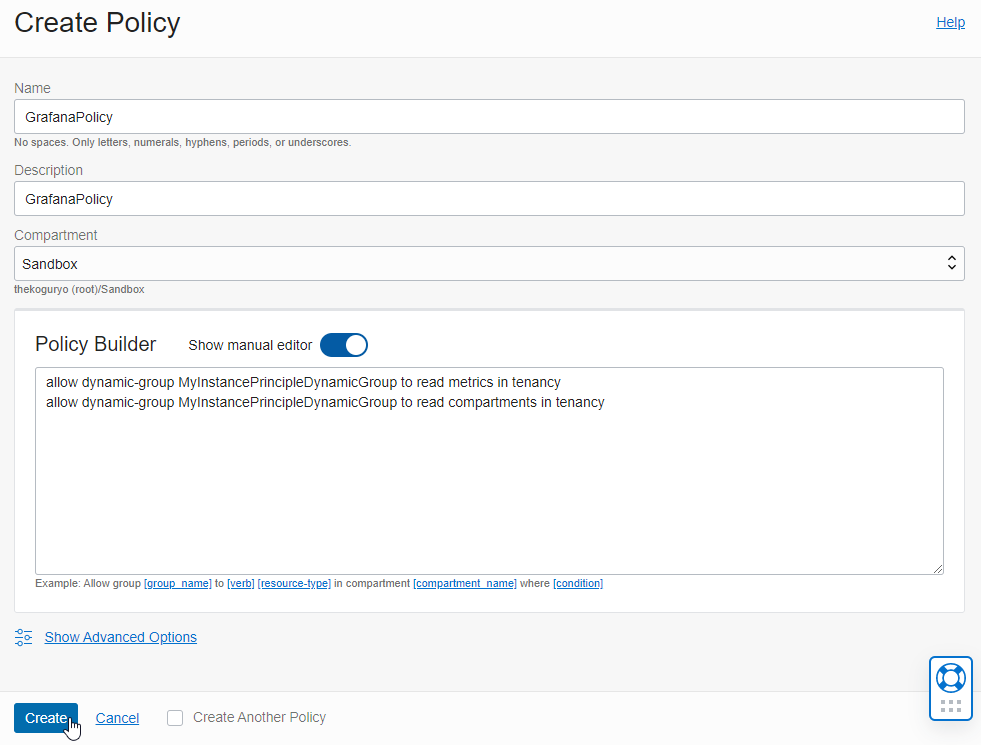 Create Policy
Help
Name
GrafanaPolicy
No spaces. Only letters, numerals, hyphens, periods, or underscores.
Description
GrafanaPolicy
Compartment
Sandbox
thekoguryo (root)/Sandbox
Policy Builder
Show manual editor
allow dynamic-group MyInstancePrincipleDynamicGroup to read metrics in tenancy
allow dynamic-group MyInstancePrincipleDynamicGroup to read compartments in tenancy
Example: Allow group [group_name] to [verb] [resource-type] in compartment [compartment_name] where [condition]
Show Advanced Options
Create
Cancel
Create Another Policy